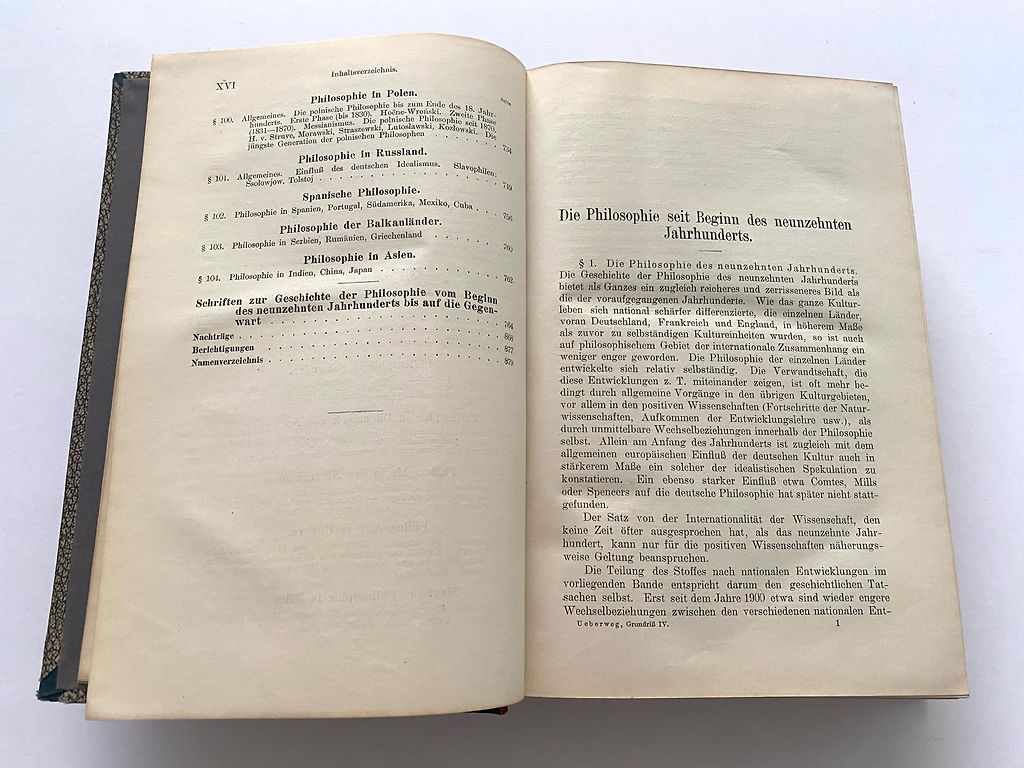 XVI
Inhaltsverzeichnis.
Seite
Philosophie in Polen.
§ 100. Allgemeines. Die polnische Philosophie bis zum Ende des 18. Jahr-
hunderts. Erste Phase (bis 1830). Hoëne-Wroński. Zweite Phase
(1831—1870). Messianismus. Die polnische Philosophie seit 1870.
H. v. Struve, Morawski, Straszewski, Lutosławski, Kozłowski. Die
jüngste Generation der polnischen Philosophen . . . . . . 734
Philosophie in Russland.
§ 101. Allgemeines. Einfluß des deutschen Idealismus. Slavophilen:
Ssolowjow, Tolstoj . . . . . . . . . . . 749
Spanische Philosophie.
§ 102. Philosophie in Spanien, Portugal, Südamerika, Mexiko, Cuba . . . 756
Philosophie der Balkanländer.
§ 103. Philosophie in Serbien, Rumänien, Griechenland . . . . . . 760
Philosophie in Asien.
§ 104. Philosophie in Indien, China, Japan . . . . . . . . . 762
Schriften zur Geschichte der Philosophie vom Beginn
des neunzehnten Jahrhunderts bis auf die Gegen-
wart . . . . . . . . . . . . . . 764
Nachträge . . . . . . . . . . . . . . 866
Berichtigungen . . . . . . . . . . . . . . 877
Namenverzeichnis . . . . . . . . . . . . . . 879
Die Philosophie seit Beginn des neunzehnten
Jahrhunderts.
§ 1. Die Philosophie des neunzehnten Jahrhunderts.
Die Geschichte der Philosophie des neunzehnten Jahrhunderts
bietet als Ganzes ein zugleich reicheres und zerrisseneres Bild als
die der voraufgegangenen Jahrhunderte. Wie das ganze Kultur-
leben sich national schärfer differenzierte, die einzelnen Länder,
voran Deutschland, Frankreich und England, in höherem Maße
als zuvor zu selbständigen Kultureinheiten wurden, so ist auch
auf philosophischem Gebiet der internationale Zusammenhang ein
weniger enger geworden. Die Philosophie der einzelnen Länder
entwickelte sich relativ selbständig. Die Verwandtschaft, die
diese Entwicklungen z. T. miteinander zeigen, ist oft mehr be-
dingt durch allgemeine Vorgänge in den übrigen Kulturgebieten,
vor allem in den positiven Wissenschaften (Fortschritte der Natur-
wissenschaften, Aufkommen der Entwicklungslehre usw.), als
durch unmittelbare Wechselbeziehungen innerhalb der Philosophie
selbst. Allein am Anfang des Jahrhunderts ist zugleich mit dem
allgemeinen europäischen Einfluß der deutschen Kultur auch in
stärkerem Maße ein solcher der idealistischen Spekulation zu
konstatieren. Ein ebenso starker Einfluß etwa Comtes, Mills
oder Spencers auf die deutsche Philosophie hat später nicht statt-
gefunden.
Der Satz von der Internationalität der Wissenschaft, den
keine Zeit öfter ausgesprochen hat, als das neunzehnte Jahr-
hundert, kann nur für die positiven Wissenschaften näherungs-
weise Geltung beanspruchen.
Die Teilung des Stoffes nach nationalen Entwicklungen im
vorliegenden Bande entspricht darum den geschichtlichen Tat-
sachen selbst. Erst seit dem Jahre 1900 etwa sind wieder engere
Wechselbeziehungen zwischen den verschiedenen nationalen Ent-
Ueberweg, Grundriß IV. 1